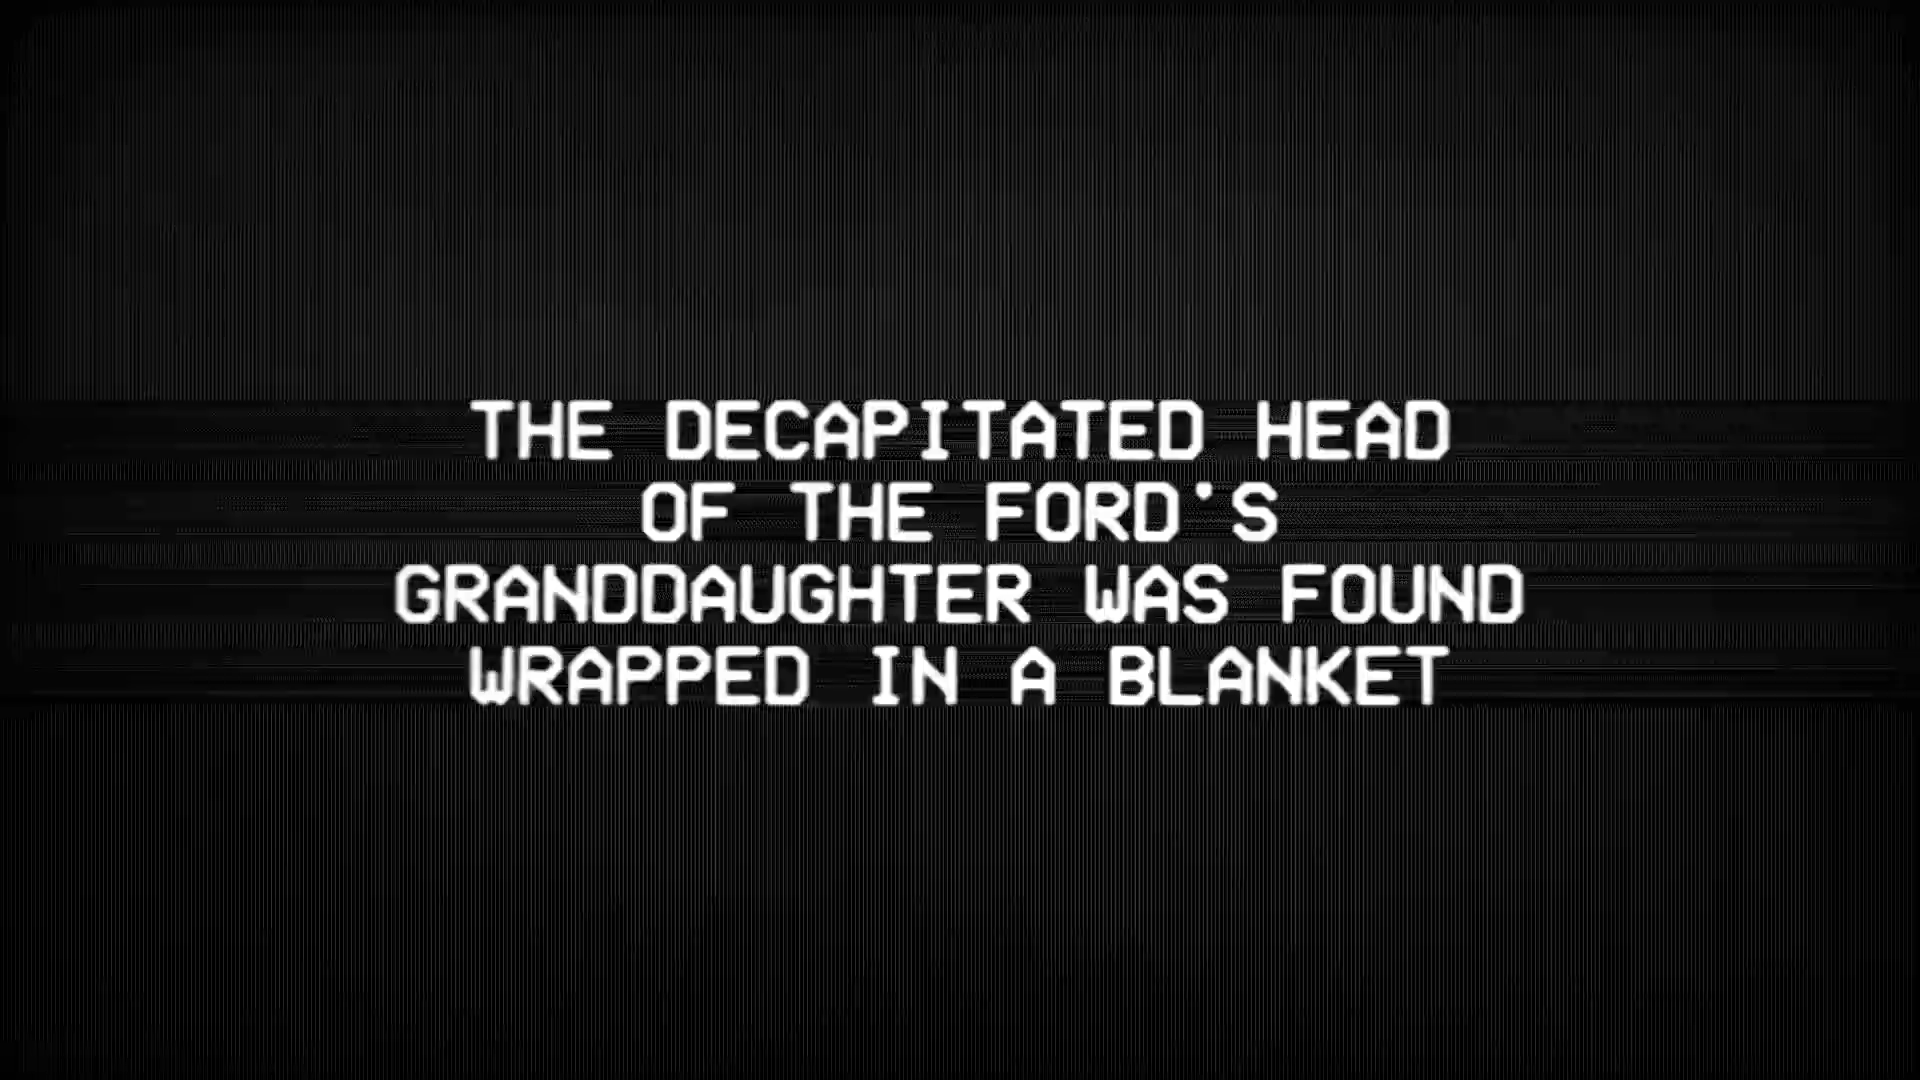 THE DECAPITATED HEAD
OF THE FORD'S
GRANDDAUGHTER WAS FOUND
WRAPPED IN A BLANKET